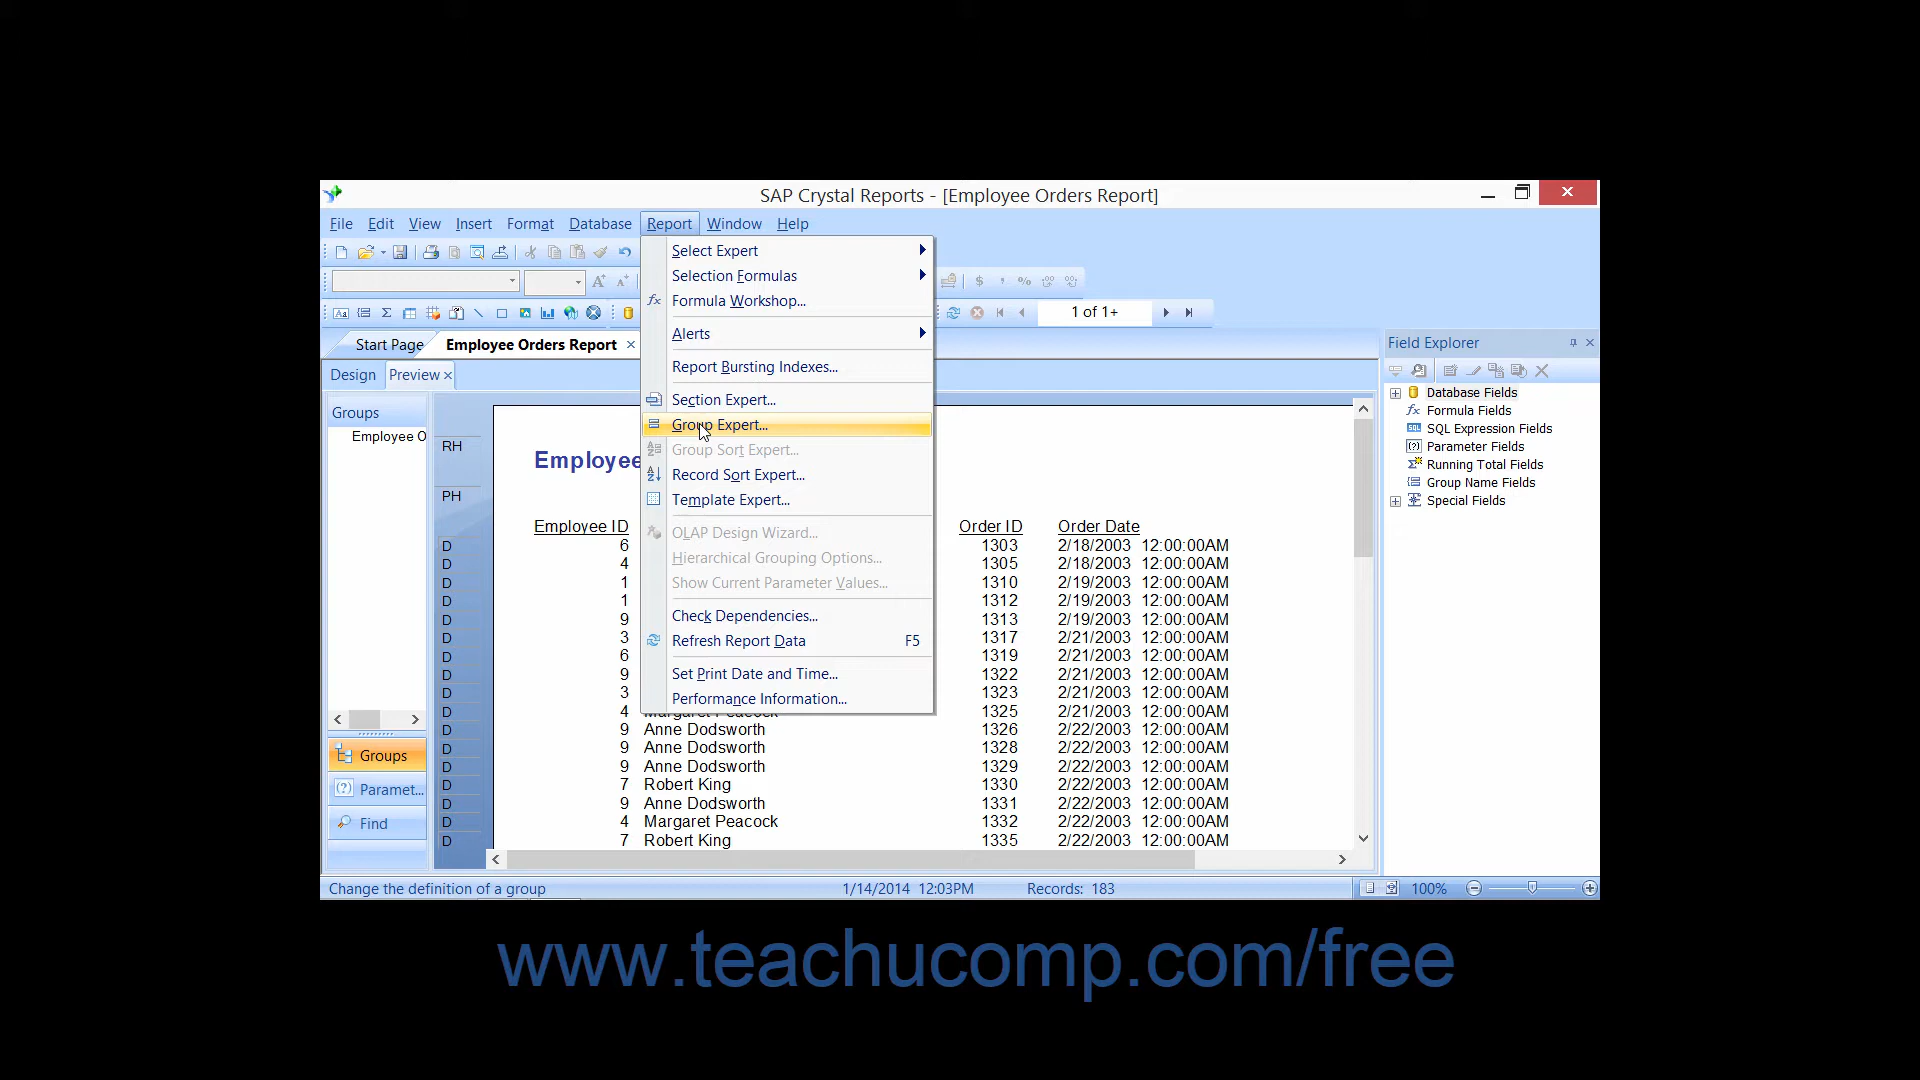 SAP Crystal Reports - [Employee Orders Report]
File Edit View Insert Format Database Report Window Help
1 of 1+
Start Page Employee Orders Report
Design Preview
Groups
Employee O
Select Expert
Selection Formulas
Formula Workshop...
Alerts
Report Bursting Indexes...
Section Expert...
Group Expert...
Group Sort Expert...
Record Sort Expert...
Template Expert...
OLAP Design Wizard...
Hierarchical Grouping Options...
Show Current Parameter Values...
Check Dependencies...
Refresh Report Data F5
Set Print Date and Time...
Performance Information...
RH
Employee
PH
Employee ID Order ID Order Date
D 6 1303 2/18/2003 12:00:00AM
D 4 1305 2/18/2003 12:00:00AM
D 1 1310 2/19/2003 12:00:00AM
D 1 1312 2/19/2003 12:00:00AM
D 9 1313 2/19/2003 12:00:00AM
D 3 1317 2/21/2003 12:00:00AM
D 6 1319 2/21/2003 12:00:00AM
D 9 1322 2/21/2003 12:00:00AM
D 3 1323 2/21/2003 12:00:00AM
D 4 Margaret Peacock 1325 2/21/2003 12:00:00AM
D 9 Anne Dodsworth 1326 2/22/2003 12:00:00AM
D 9 Anne Dodsworth 1328 2/22/2003 12:00:00AM
D 9 Anne Dodsworth 1329 2/22/2003 12:00:00AM
D 7 Robert King 1330 2/22/2003 12:00:00AM
D 9 Anne Dodsworth 1331 2/22/2003 12:00:00AM
D 4 Margaret Peacock 1332 2/22/2003 12:00:00AM
D 7 Robert King 1335 2/22/2003 12:00:00AM
Groups
Paramet...
Find
Field Explorer
Database Fields
Formula Fields
SQL Expression Fields
Parameter Fields
Running Total Fields
Group Name Fields
Special Fields
Change the definition of a group 1/14/2014 12:03PM Records: 183 100%
www.teachucomp.com/free